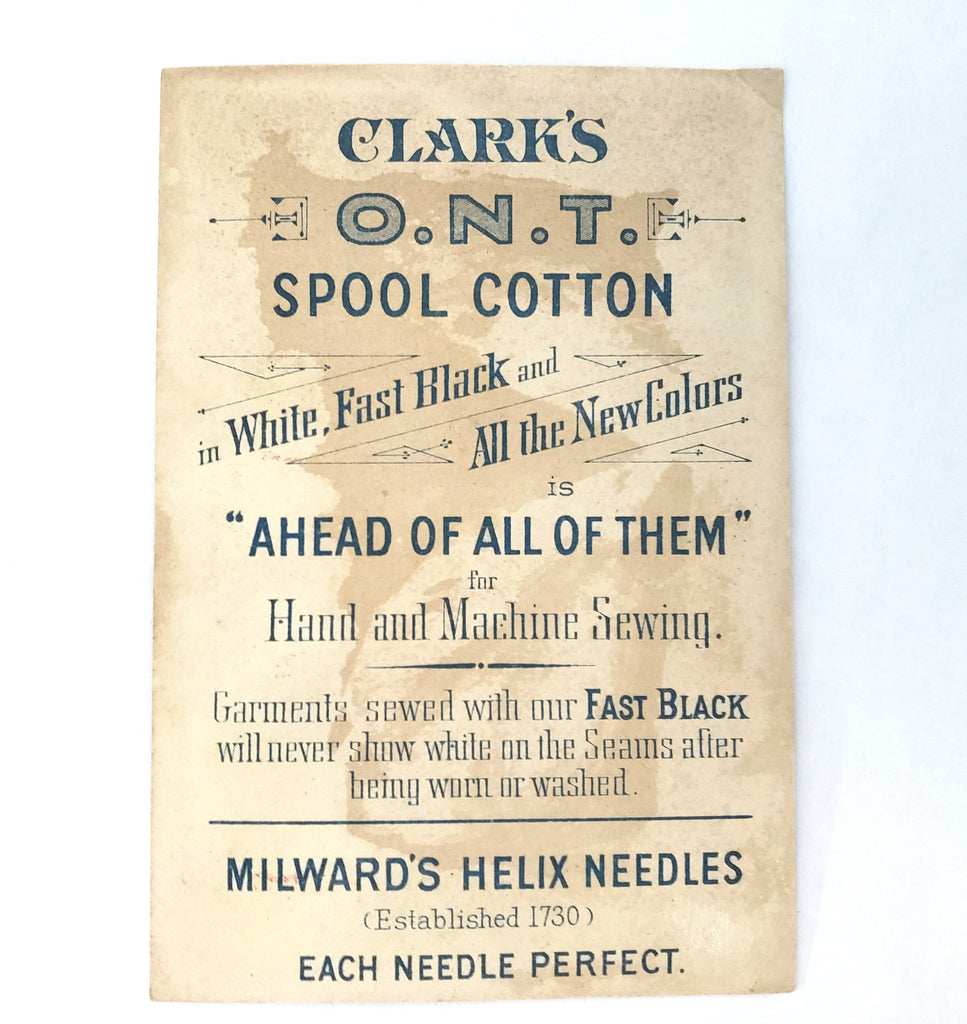 CLARK'S
O.N.T.
SPOOL COTTON
in White, Fast Black and
All the New Colors
is
"AHEAD OF ALL OF THEM"
for
Hand and Machine Sewing.
Garments sewed with our FAST BLACK
will never show white on the Seams after
being worn or washed.
MILWARD'S HELIX NEEDLES
(Established 1730)
EACH NEEDLE PERFECT.